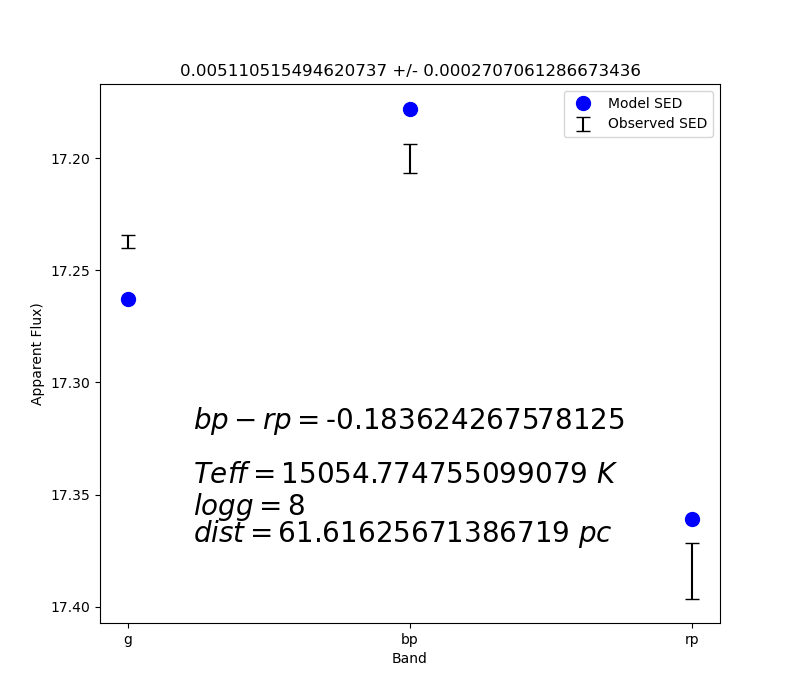 0.005110515494620737 +/- 0.0002707061286673436
Model SED
Observed SED
17.20
17.25
17.30
17.35
17.40
Apparent Flux)
bp − rp = -0.183624267578125
Teff = 15054.774755099079 K
logg = 8
dist = 61.61625671386719 pc
g
bp
rp
Band